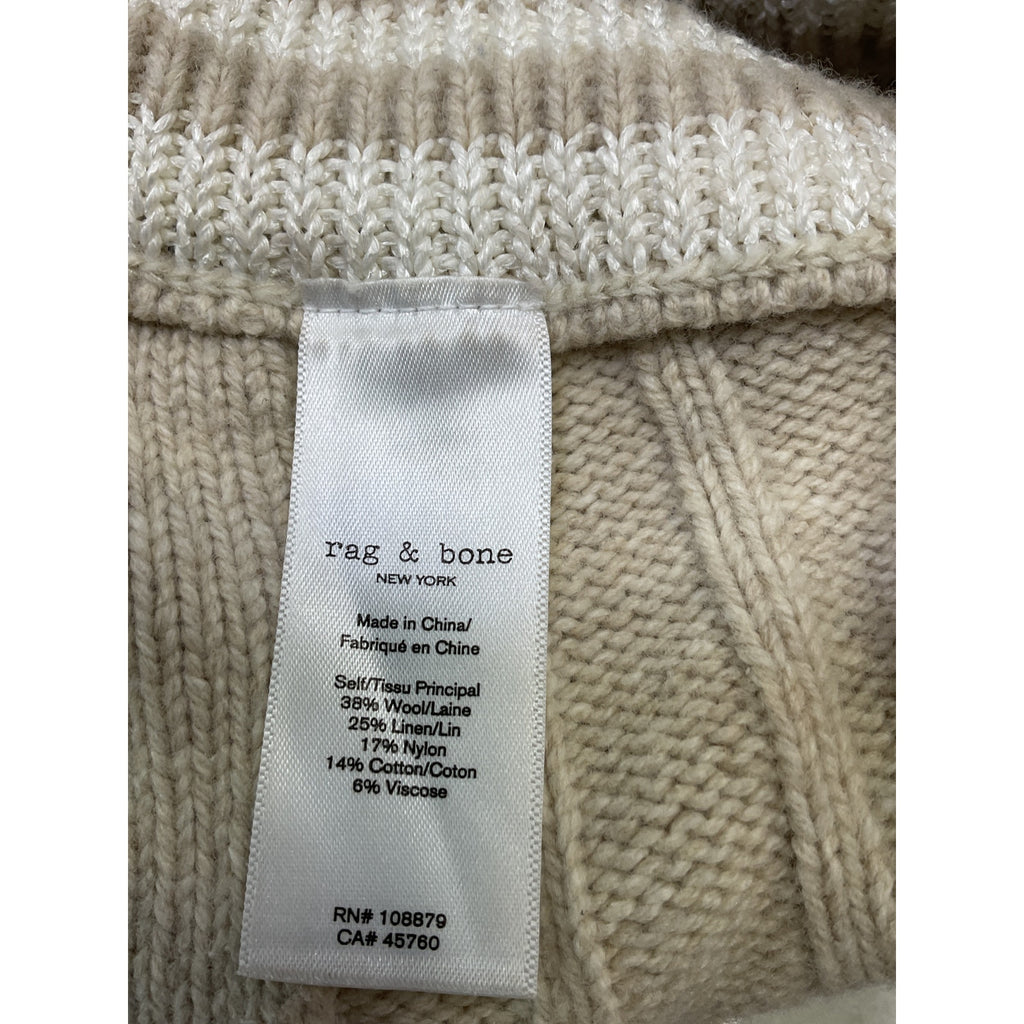 rag & bone
NEW YORK
Made in China/
Fabriqué en Chine
Self/Tissu Principal
38% Wool/Laine
25% Linen/Lin
17% Nylon
14% Cotton/Coton
6% Viscose
RN# 108879
CA# 45760